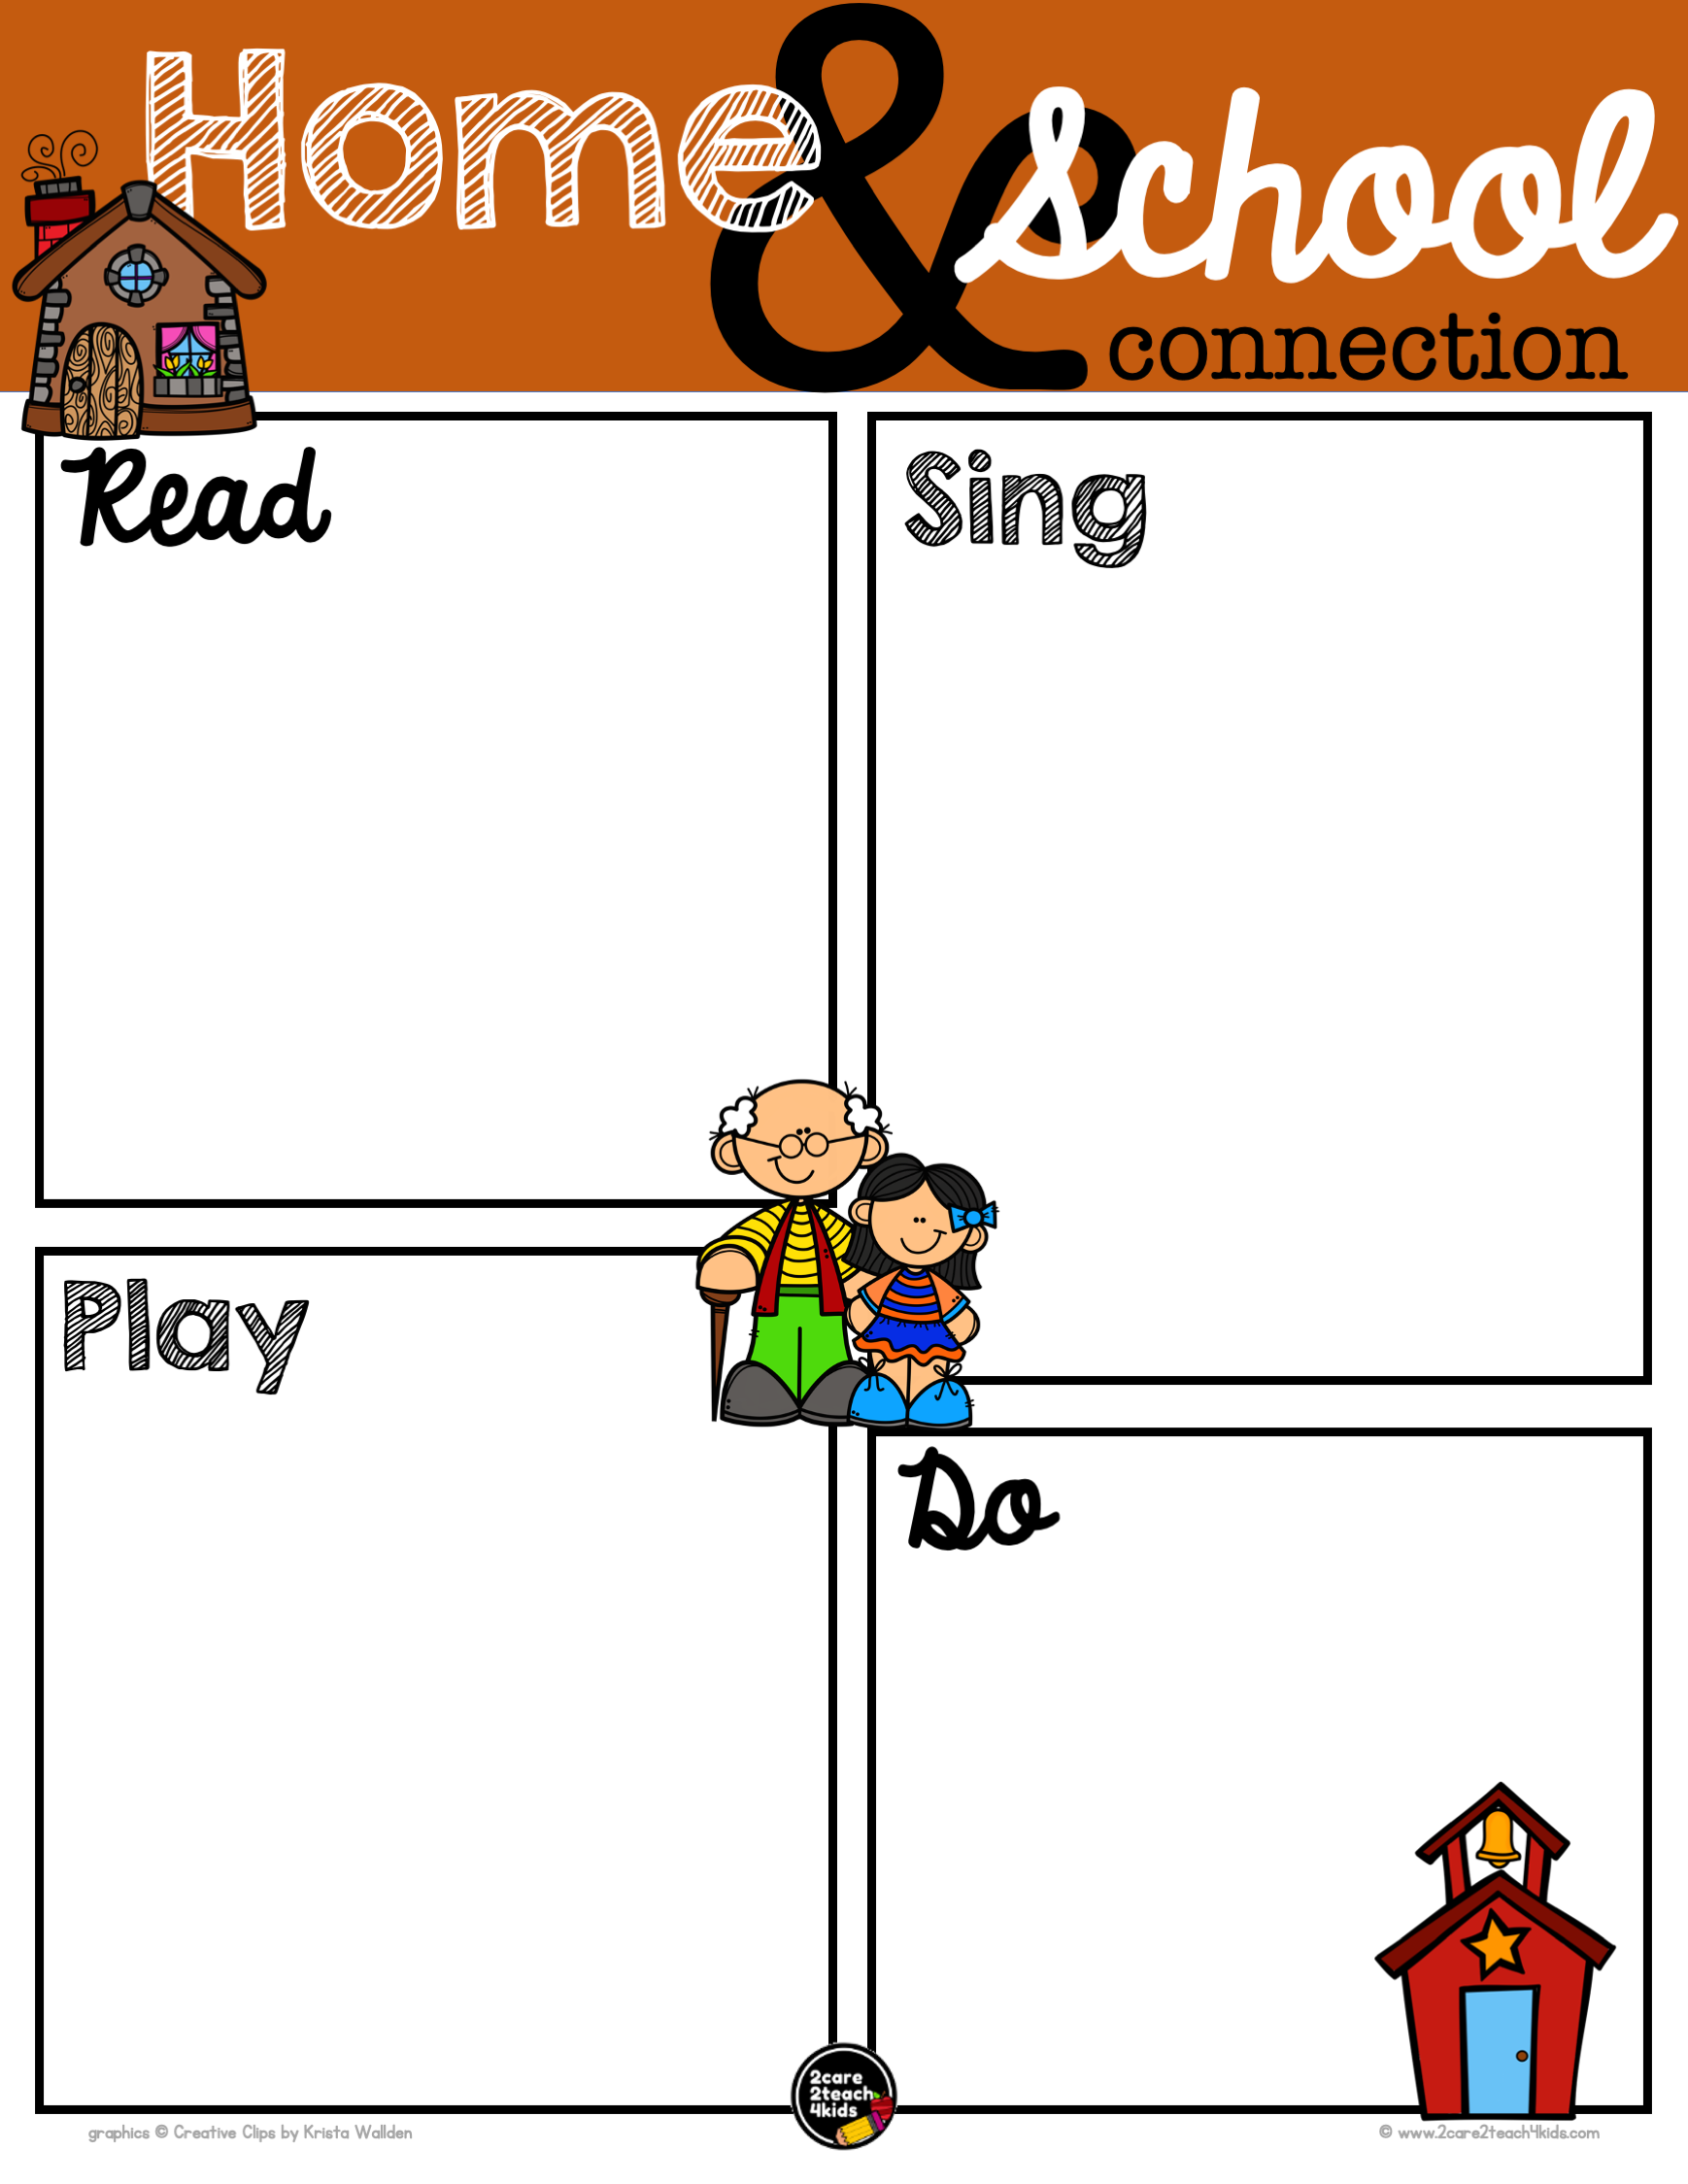 Home & School
connection
Read
Sing
Play
Do
2care
2teach
4kids
graphics © Creative Clips by Krista Wallden
© www.2care2teach4kids.com